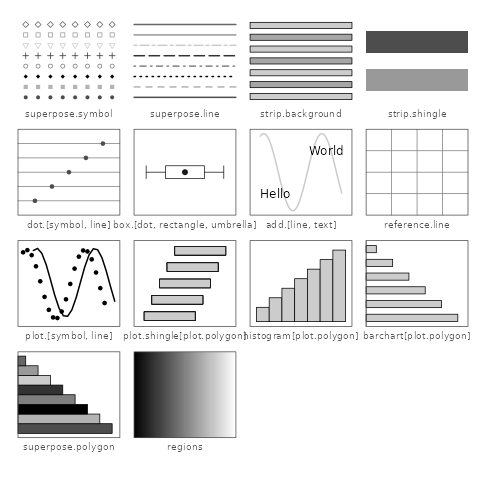 superpose.symbol superpose.line strip.background strip.shingle
World
Hello
dot.[symbol, line] box.[dot, rectangle, umbrella] add.[line, text] reference.line
plot.[symbol, line] plot.shingle[plot.polygon] histogram[plot.polygon] barchart[plot.polygon]
superpose.polygon regions